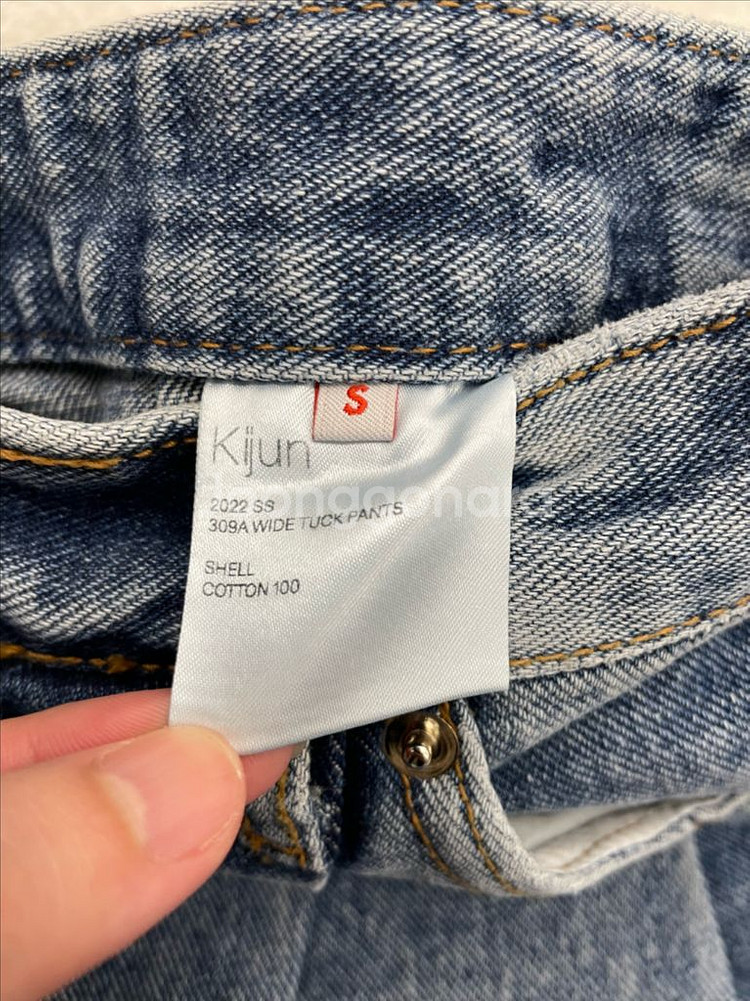 S
Kijun
2022 SS
309A WIDE TUCK PANTS
SHELL
COTTON 100